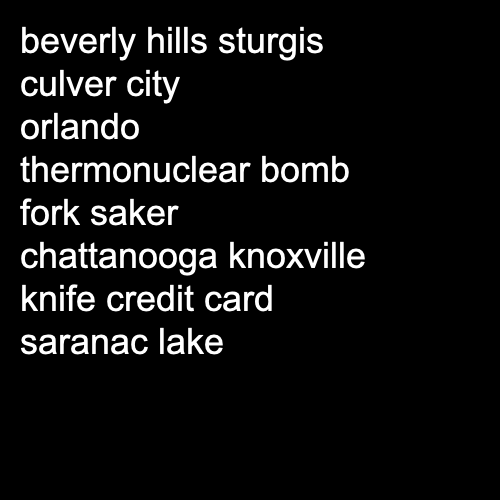 beverly hills sturgis
culver city
orlando
thermonuclear bomb
fork saker
chattanooga knoxville
knife credit card
saranac lake